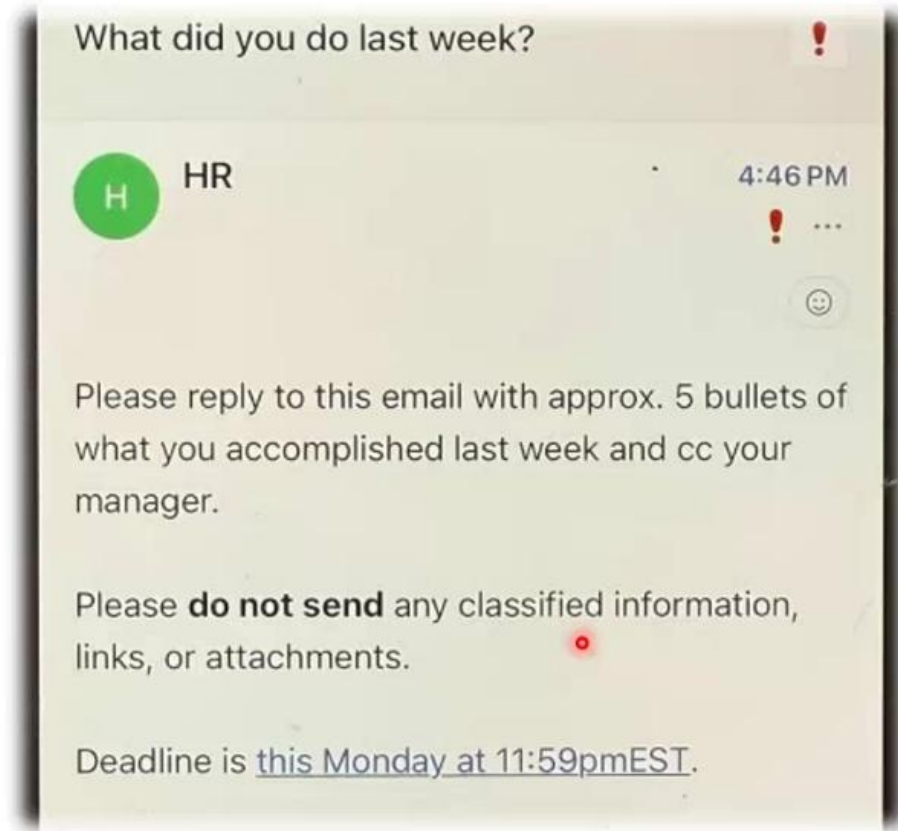 What did you do last week?
H
HR
4:46 PM
Please reply to this email with approx. 5 bullets of
what you accomplished last week and cc your
manager.
Please do not send any classified information,
links, or attachments.
Deadline is this Monday at 11:59pmEST.